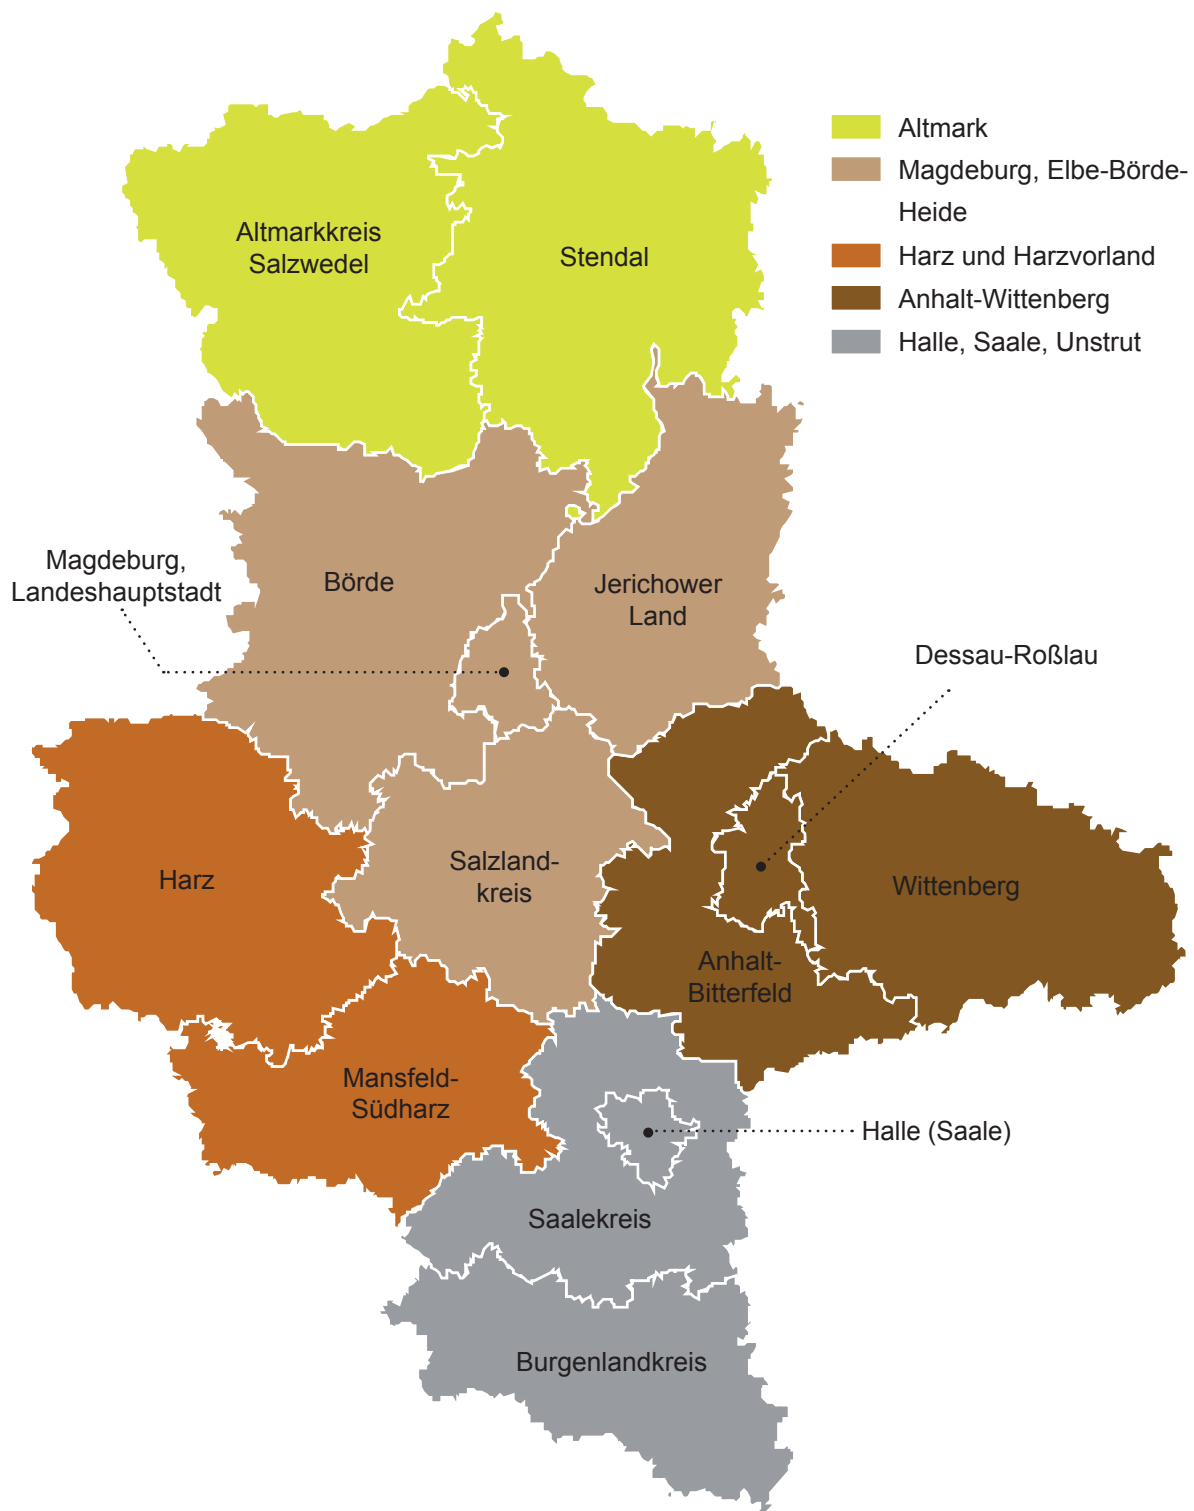 Altmark
Magdeburg, Elbe-Börde-
Heide
Harz und Harzvorland
Anhalt-Wittenberg
Halle, Saale, Unstrut
Altmarkkreis
Salzwedel
Stendal
Magdeburg,
Landeshauptstadt
Börde
Jerichower
Land
Dessau-Roßlau
Harz
Salzland-
kreis
Wittenberg
Anhalt-
Bitterfeld
Mansfeld-
Südharz
Halle (Saale)
Saalekreis
Burgenlandkreis